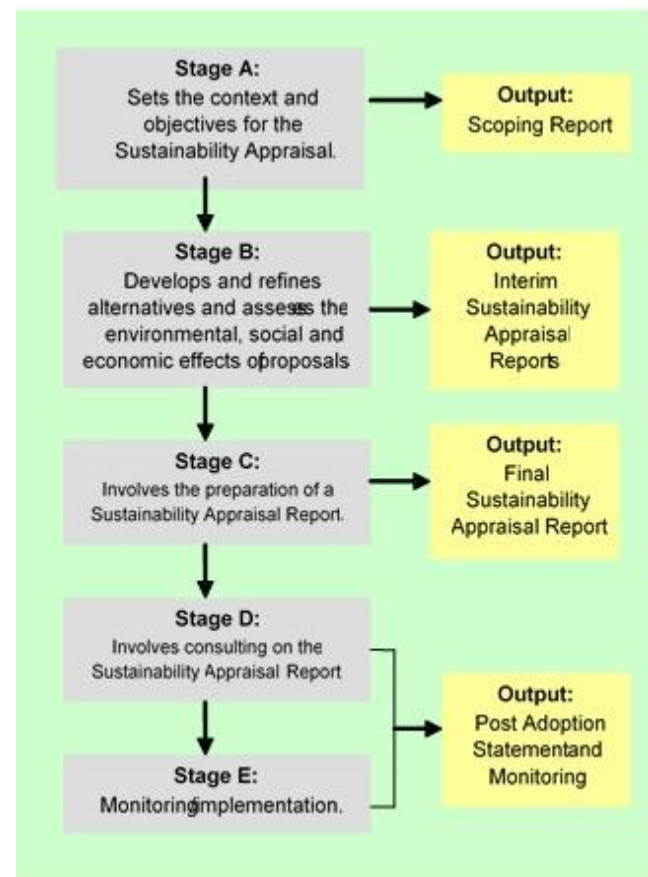 Stage A:
Sets the context and
objectives for the
Sustainability Appraisal.
Output:
Scoping Report
Stage B:
Develops and refines
alternatives and assesses the
environmental, social and
economic effects of proposals
Output:
Interim
Sustainability
Appraisal
Reports
Stage C:
Involves the preparation of a
Sustainability Appraisal Report.
Output:
Final
Sustainability
Appraisal Report
Stage D:
Involves consulting on the
Sustainability Appraisal Report
Stage E:
Monitoring implementation.
Output:
Post Adoption
Statement and
Monitoring